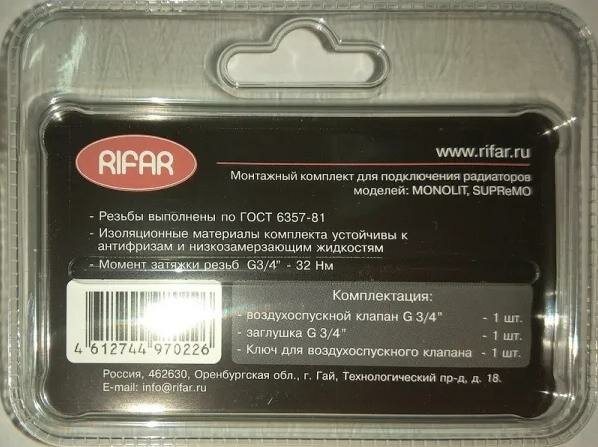 RIFAR
www.rifar.ru
Монтажный комплект для подключения радиаторов
моделей: MONOLIT, SUPReMO
- Резьбы выполнены по ГОСТ 6357-81
- Изоляционные материалы комплекта устойчивы к
антифризам и низкозамерзающим жидкостям
- Момент затяжки резьб G3/4" - 32 Нм
Комплектация:
- воздухоспускной клапан G 3/4" - 1 шт.
- заглушка G 3/4" - 1 шт.
- Ключ для воздухоспускного клапана - 1 шт.
4 612744 970226
Россия, 462630, Оренбургская обл., г. Гай, Технологический пр-д, д. 18.
E-mail: info@rifar.ru